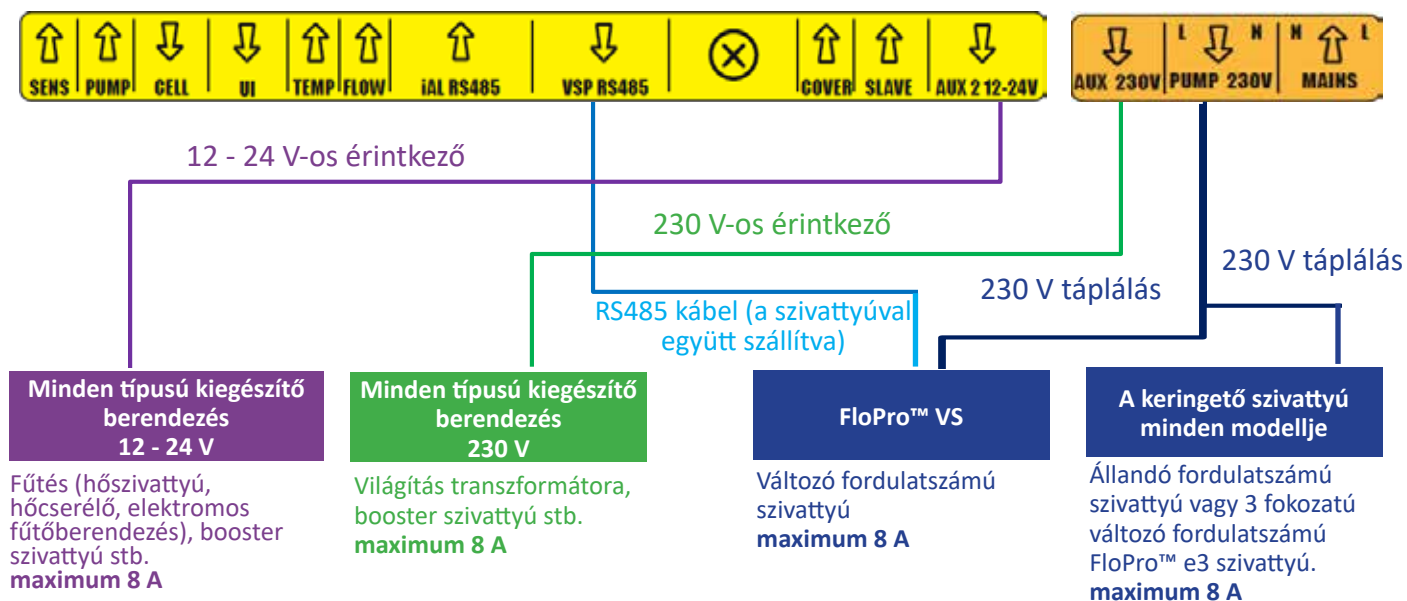 SENS PUMP CELL UI TEMP FLOW iAL RS485 VSP RS485 COVER SLAVE AUX 2 12-24V
L N N L
AUX 230V PUMP 230V MAINS
12 - 24 V-os érintkező
230 V-os érintkező
230 V táplálás
230 V táplálás
RS485 kábel (a szivattyúval
együtt szállítva)
Minden típusú kiegészítő
berendezés
12 - 24 V
Fűtés (hőszivattyú,
hőcserélő, elektromos
fűtőberendezés), booster
szivattyú stb.
maximum 8 A
Minden típusú kiegészítő
berendezés
230 V
Világítás transzformátora,
booster szivattyú stb.
maximum 8 A
FloPro™ VS
Változó fordulatszámú
szivattyú
maximum 8 A
A keringető szivattyú
minden modellje
Állandó fordulatszámú
szivattyú vagy 3 fokozatú
változó fordulatszámú
FloPro™ e3 szivattyú.
maximum 8 A